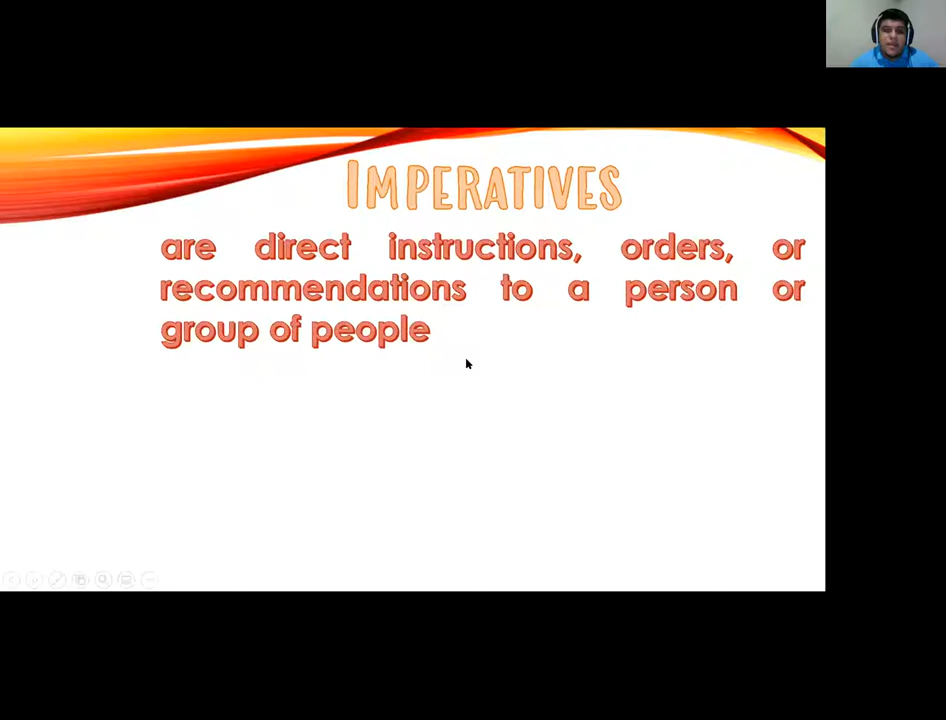 IMPERATIVES
are direct instructions, orders, or
recommendations to a person or
group of people